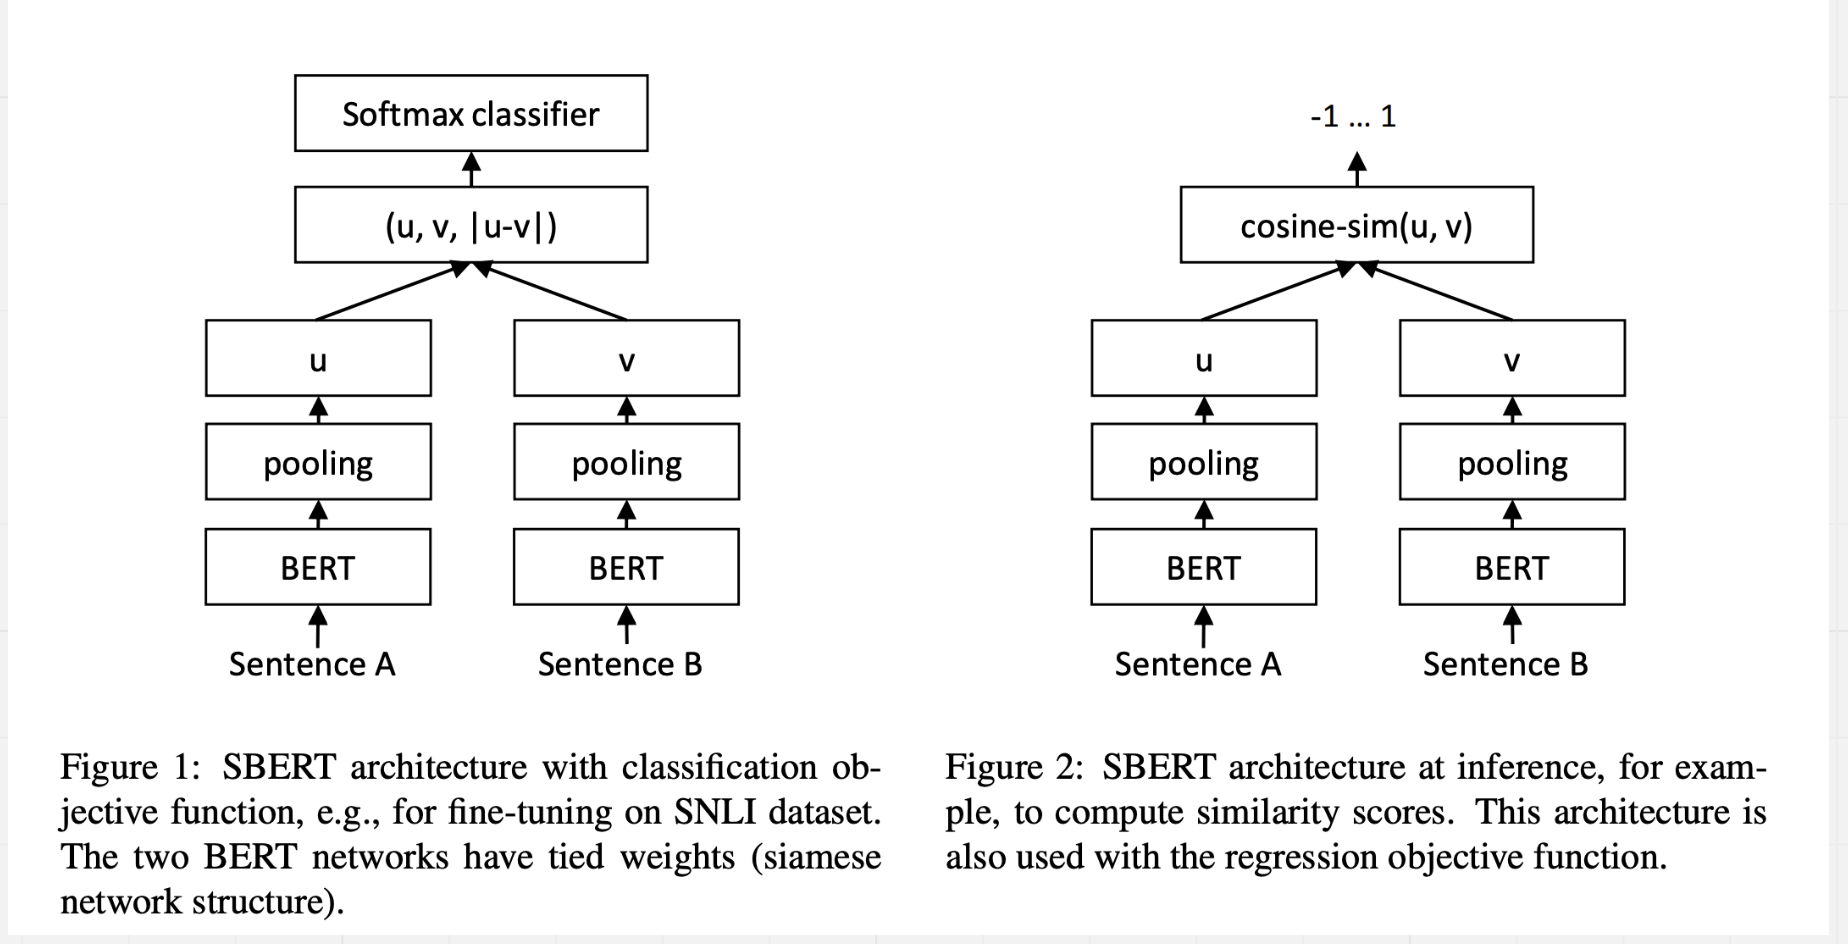 Softmax classifier
(u, v, |u-v|)
u
v
pooling
pooling
BERT
BERT
Sentence A
Sentence B
Figure 1: SBERT architecture with classification ob-
jective function, e.g., for fine-tuning on SNLI dataset.
The two BERT networks have tied weights (siamese
network structure).
-1 … 1
cosine-sim(u, v)
u
v
pooling
pooling
BERT
BERT
Sentence A
Sentence B
Figure 2: SBERT architecture at inference, for exam-
ple, to compute similarity scores. This architecture is
also used with the regression objective function.